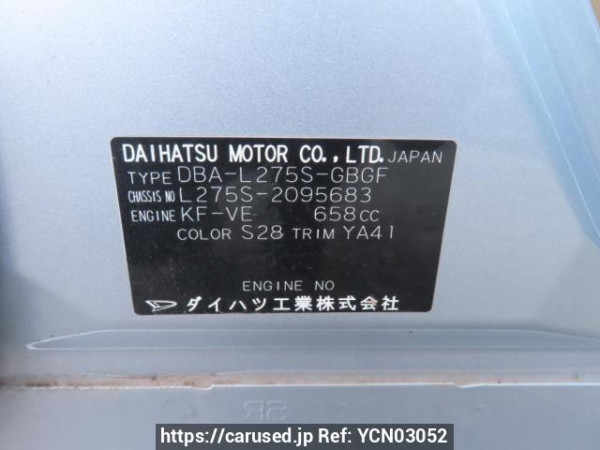 DAIHATSU MOTOR CO., LTD. JAPAN
TYPE DBA-L275S-GBGF
CHASSIS NO L275S-2095683
ENGINE KF-VE 658CC
COLOR S28 TRIM YA41
ENGINE NO
ダイハツ工業株式会社
https://carused.jp Ref: YCN03052